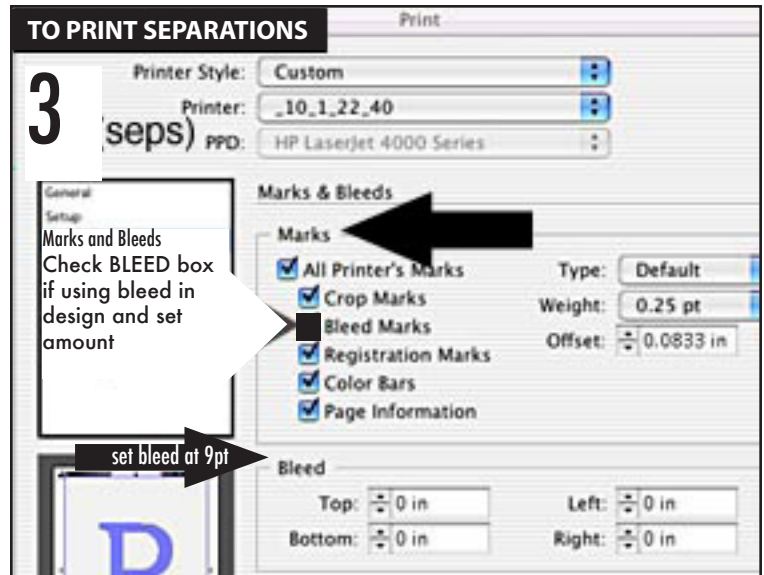 TO PRINT SEPARATIONS
Print
3
(seps)
Printer Style: Custom
Printer: _10_1_22_40
PPD: HP LaserJet 4000 Series
General
Setup
Marks and Bleeds
Check BLEED box
if using bleed in
design and set
amount
Marks & Bleeds
Marks
All Printer's Marks
Crop Marks
Bleed Marks
Registration Marks
Color Bars
Page Information
Type: Default
Weight: 0.25 pt
Offset: 0.0833 in
set bleed at 9pt
Bleed
Top: 0 in Left: 0 in
Bottom: 0 in Right: 0 in